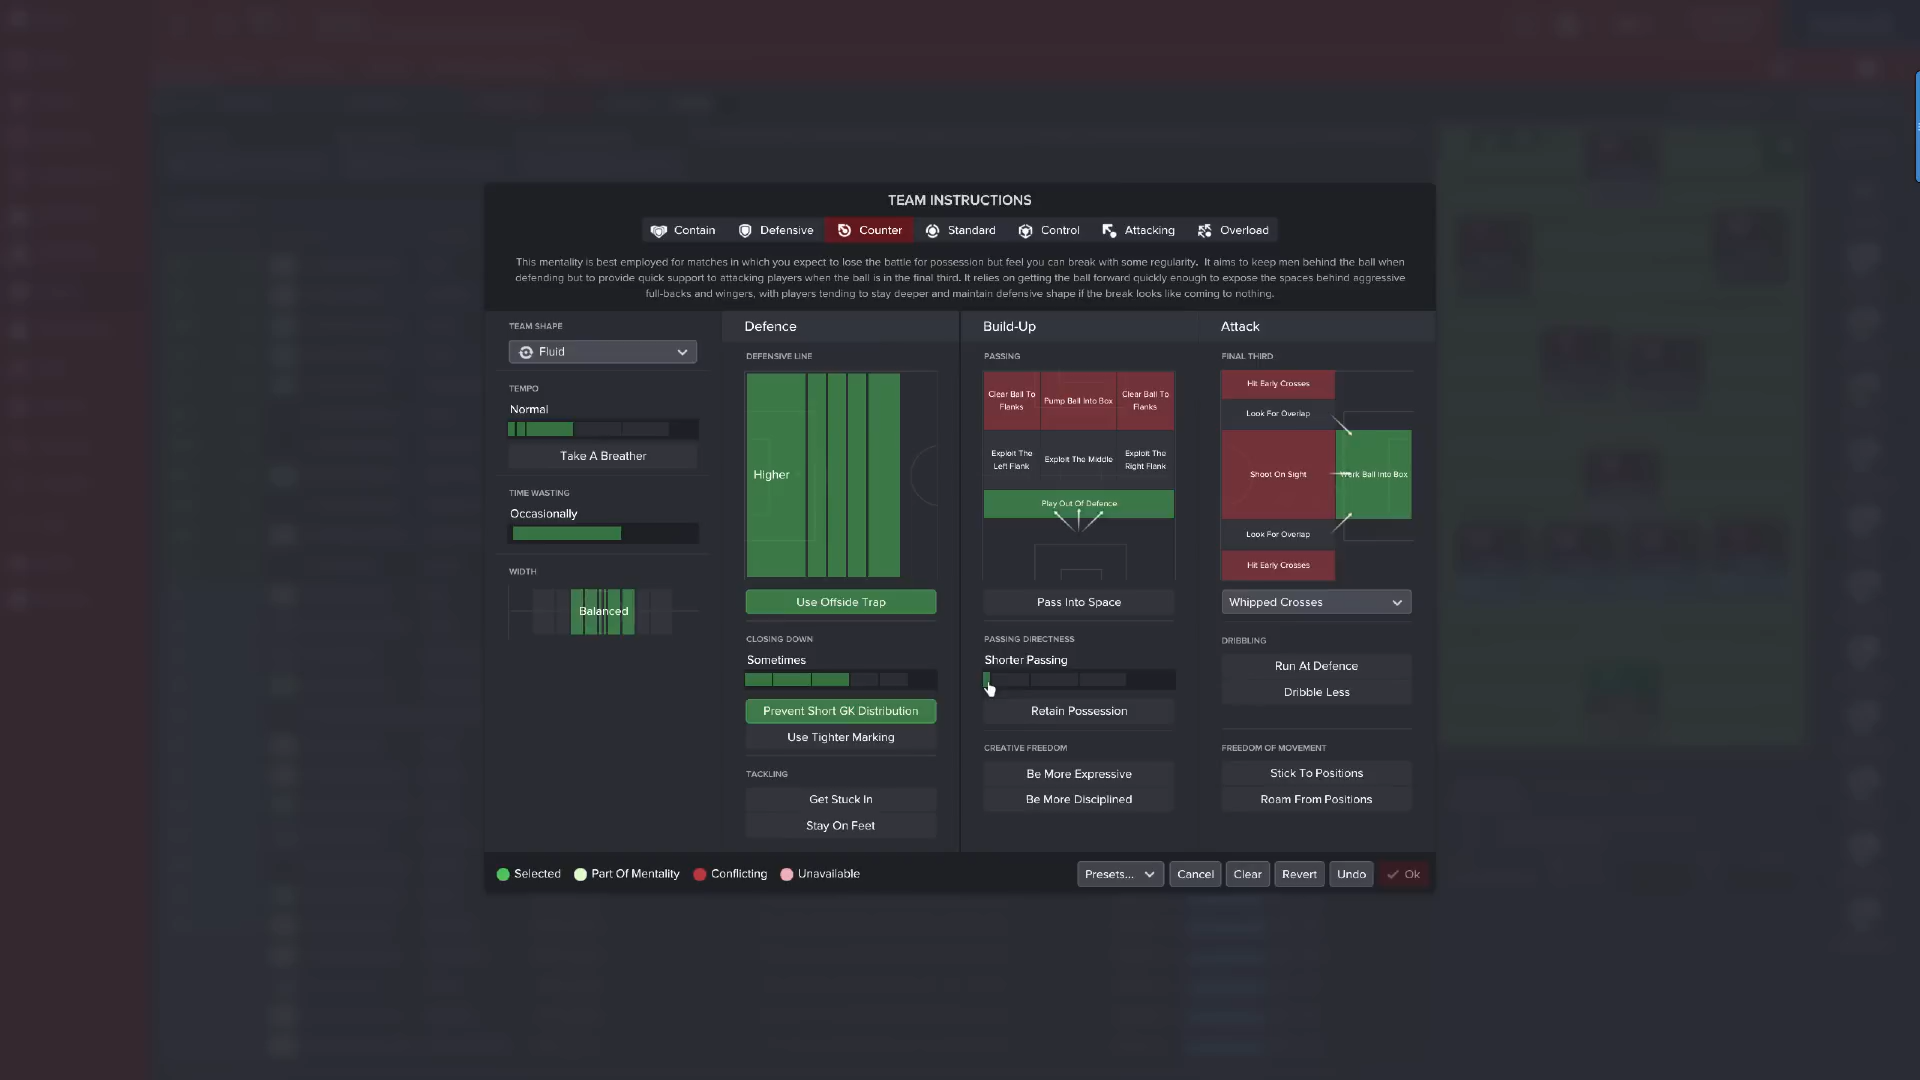 TEAM INSTRUCTIONS
Contain
Defensive
Counter
Standard
Control
Attacking
Overload
This mentality is best employed for matches in which you expect to lose the battle for possession but feel you can break with some regularity. It aims to keep men behind the ball when
defending but to provide quick support to attacking players when the ball is in the final third. It relies on getting the ball forward quickly enough to expose the spaces behind aggressive
full-backs and wingers, with players tending to stay deeper and maintain defensive shape if the break looks like coming to nothing.
TEAM SHAPE
Fluid
TEMPO
Normal
Take A Breather
TIME WASTING
Occasionally
WIDTH
Balanced
Defence
DEFENSIVE LINE
Higher
Use Offside Trap
CLOSING DOWN
Sometimes
Prevent Short GK Distribution
Use Tighter Marking
TACKLING
Get Stuck In
Stay On Feet
Build-Up
PASSING
Clear Ball To
Flanks
Pump Ball Into Box
Clear Ball To
Flanks
Exploit The
Left Flank
Exploit The Middle
Exploit The
Right Flank
Play Out Of Defence
Pass Into Space
PASSING DIRECTNESS
Shorter Passing
Retain Possession
CREATIVE FREEDOM
Be More Expressive
Be More Disciplined
Attack
FINAL THIRD
Hit Early Crosses
Look For Overlap
Shoot On Sight
Work Ball Into Box
Look For Overlap
Hit Early Crosses
Whipped Crosses
DRIBBLING
Run At Defence
Dribble Less
FREEDOM OF MOVEMENT
Stick To Positions
Roam From Positions
Selected
Part Of Mentality
Conflicting
Unavailable
Presets...
Cancel
Clear
Revert
Undo
Ok